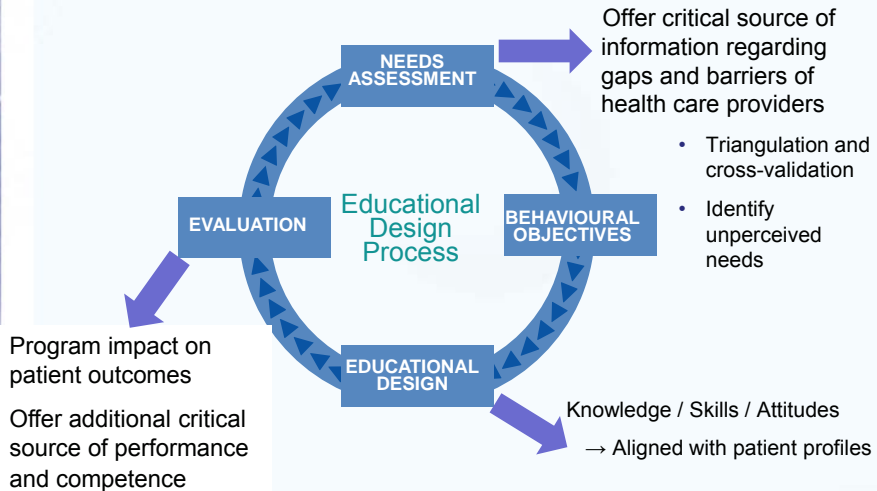 NEEDS
ASSESSMENT
Offer critical source of
information regarding
gaps and barriers of
health care providers
• Triangulation and
cross-validation
• Identify
unperceived
needs
BEHAVIOURAL
OBJECTIVES
Educational
Design
Process
EVALUATION
EDUCATIONAL
DESIGN
Knowledge / Skills / Attitudes
→ Aligned with patient profiles
Program impact on
patient outcomes
Offer additional critical
source of performance
and competence